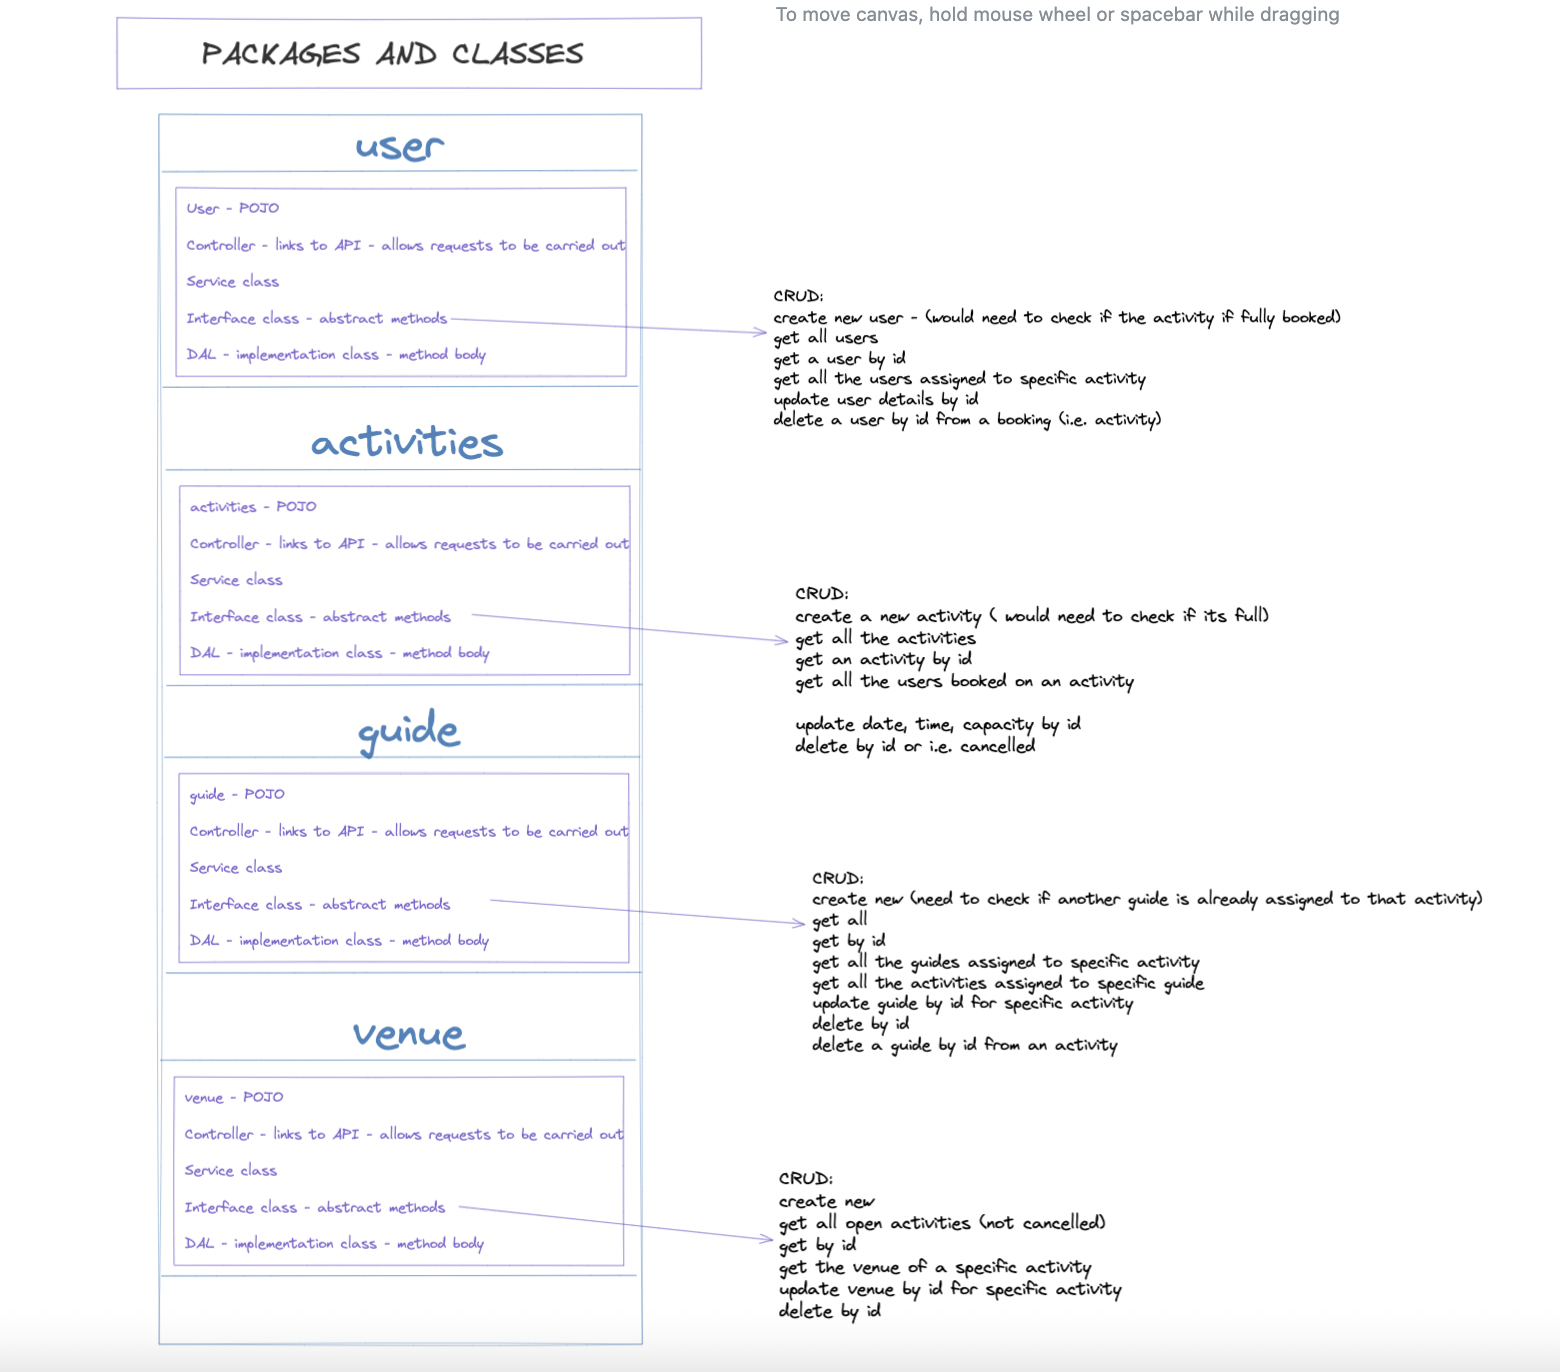 To move canvas, hold mouse wheel or spacebar while dragging
PACKAGES AND CLASSES
user
User - POJO
Controller - links to API - allows requests to be carried out
Service class
Interface class - abstract methods
DAL - implementation class - method body
CRUD:
create new user - (would need to check if the activity if fully booked)
get all users
get a user by id
get all the users assigned to specific activity
update user details by id
delete a user by id from a booking (i.e. activity)
activities
activities - POJO
Controller - links to API - allows requests to be carried out
Service class
Interface class - abstract methods
DAL - implementation class - method body
CRUD:
create a new activity ( would need to check if its full)
get all the activities
get an activity by id
get all the users booked on an activity
update date, time, capacity by id
delete by id or i.e. cancelled
guide
guide - POJO
Controller - links to API - allows requests to be carried out
Service class
Interface class - abstract methods
DAL - implementation class - method body
CRUD:
create new (need to check if another guide is already assigned to that activity)
get all
get by id
get all the guides assigned to specific activity
get all the activities assigned to specific guide
update guide by id for specific activity
delete by id
delete a guide by id from an activity
venue
venue - POJO
Controller - links to API - allows requests to be carried out
Service class
Interface class - abstract methods
DAL - implementation class - method body
CRUD:
create new
get all open activities (not cancelled)
get by id
get the venue of a specific activity
update venue by id for specific activity
delete by id